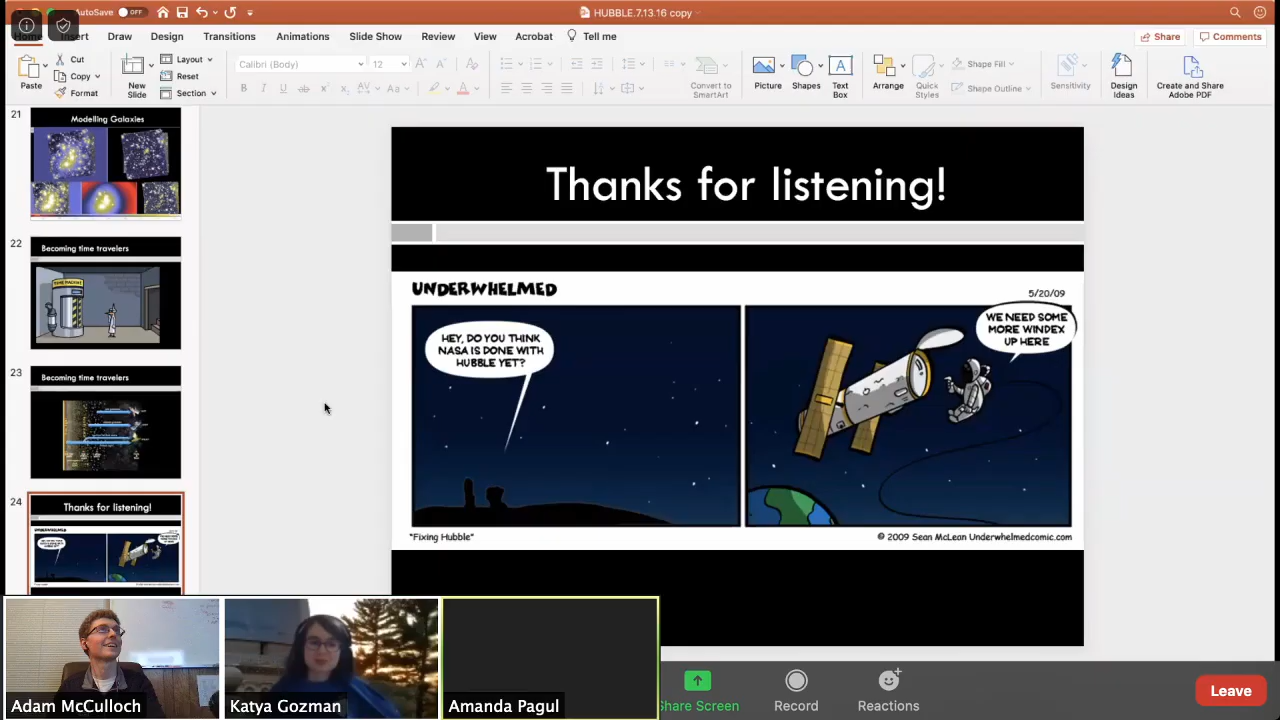 AutoSave OFF
HUBBLE.7.13.16 copy
Home Insert Draw Design Transitions Animations Slide Show Review View Acrobat Tell me
Share Comments
Paste
Cut
Copy
Format
New Slide
Layout
Reset
Section
Calibri (Body) 12
Convert to SmartArt
Picture
Shapes
Text Box
Arrange
Quick Styles
Shape Fill
Shape Outline
Sensitivity
Design Ideas
Create and Share Adobe PDF
21
Modelling Galaxies
22
Becoming time travelers
TIME MACHINE
23
Becoming time travelers
24
Thanks for listening!
Thanks for listening!
UNDERWHELMED
5/20/09
HEY, DO YOU THINK
NASA IS DONE WITH
HUBBLE YET?
WE NEED SOME
MORE WINDEX
UP HERE
"Fixing Hubble"
© 2009 Sean McLean Underwhelmedcomic.com
Adam McCulloch
Katya Gozman
Amanda Pagul
Share Screen
Record
Reactions
Leave